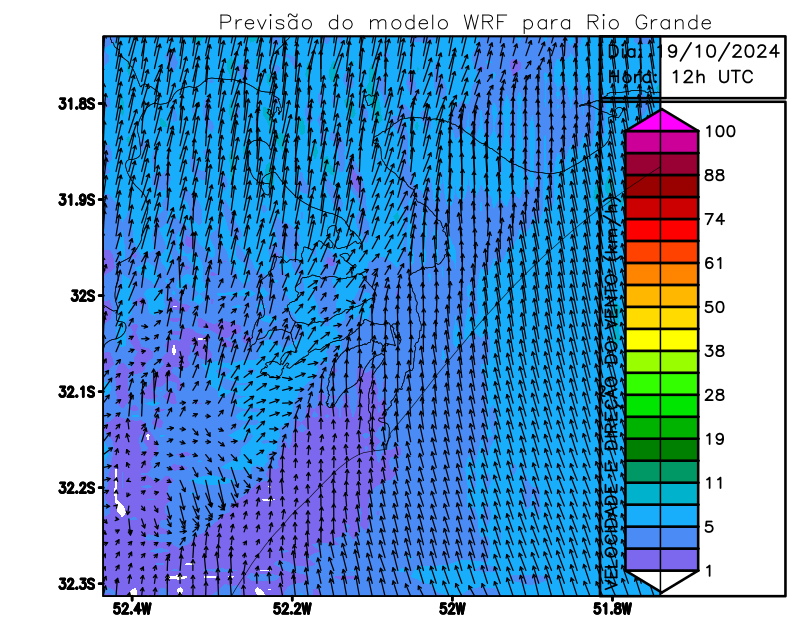 Previsão do modelo WRF para Rio Grande
Dia: 19/10/2024
Hora: 12h UTC
31.8S
31.9S
32S
32.1S
32.2S
32.3S
52.4W
52.2W
52W
51.8W
VELOCIDADE E DIREÇÃO DO VENTO (km/h)
100
88
74
61
50
38
28
19
11
5
1